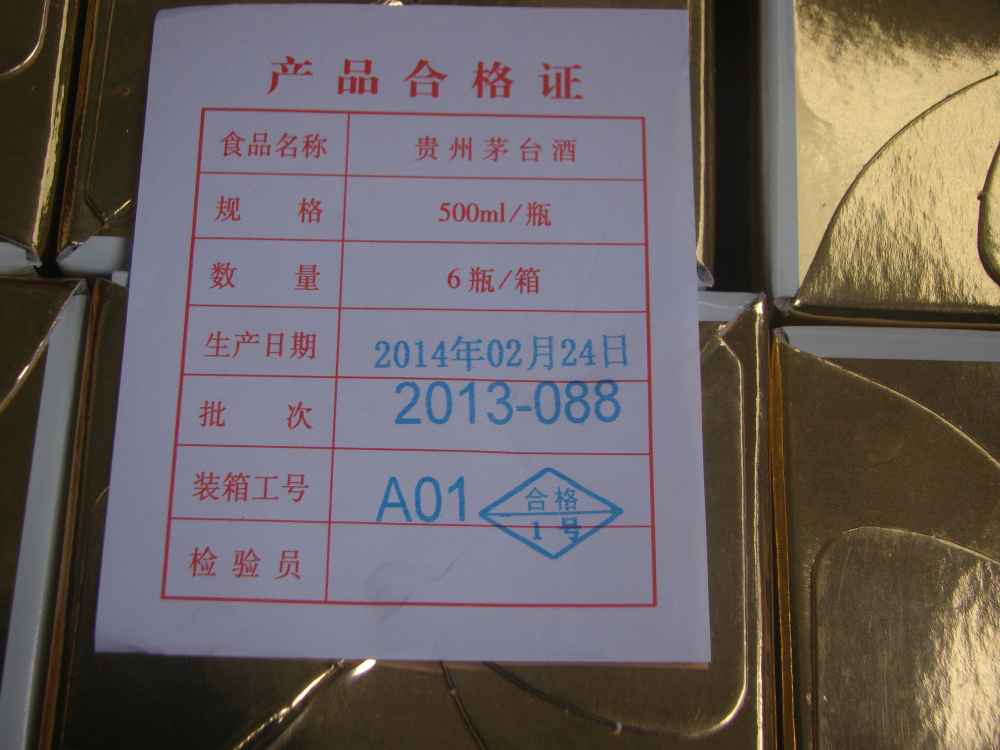 产品合格证
食品名称 贵州茅台酒
规格 500ml/瓶
数量 6瓶/箱
生产日期 2014年02月24日
批次 2013-088
装箱工号 A01
合格
1号
检验员